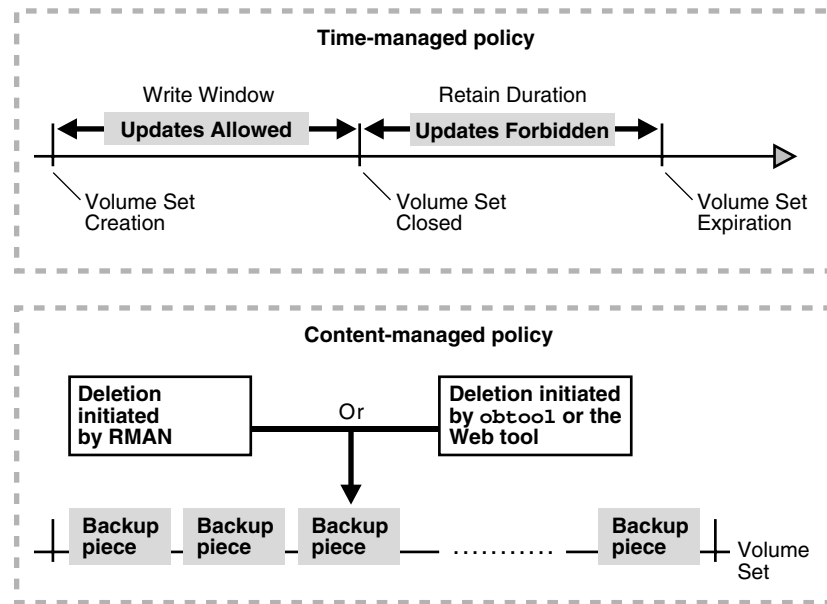 Time-managed policy
Write Window
Retain Duration
Updates Allowed
Updates Forbidden
Volume Set
Creation
Volume Set
Closed
Volume Set
Expiration
Content-managed policy
Deletion
initiated
by RMAN
Or
Deletion initiated
by obtool or the
Web tool
Backup
piece
Backup
piece
Backup
piece
...........
Backup
piece
Volume
Set